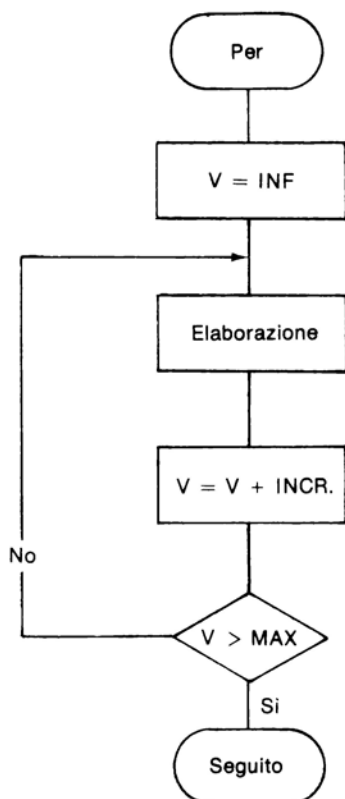 Per
V = INF
Elaborazione
V = V + INCR.
No
V > MAX
Si
Seguito